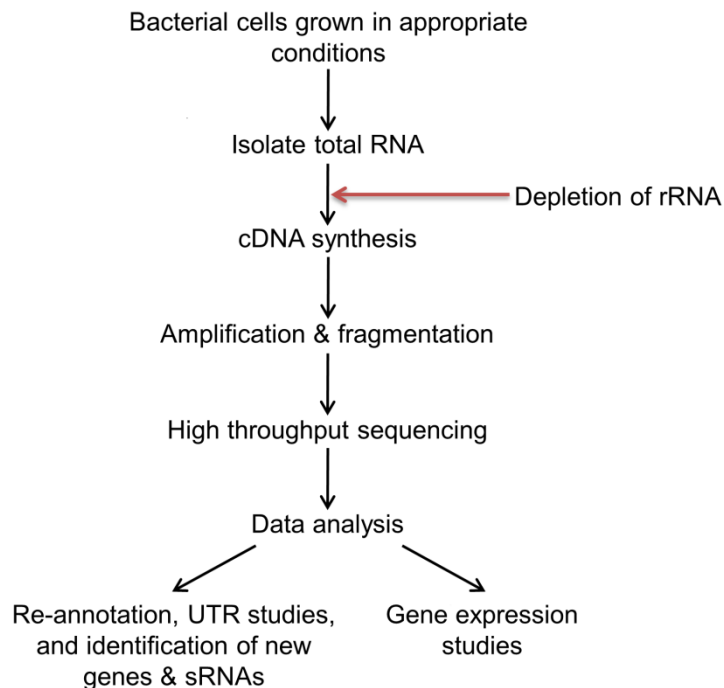 Bacterial cells grown in appropriate
conditions
Isolate total RNA
Depletion of rRNA
cDNA synthesis
Amplification & fragmentation
High throughput sequencing
Data analysis
Re-annotation, UTR studies,
and identification of new
genes & sRNAs
Gene expression
studies